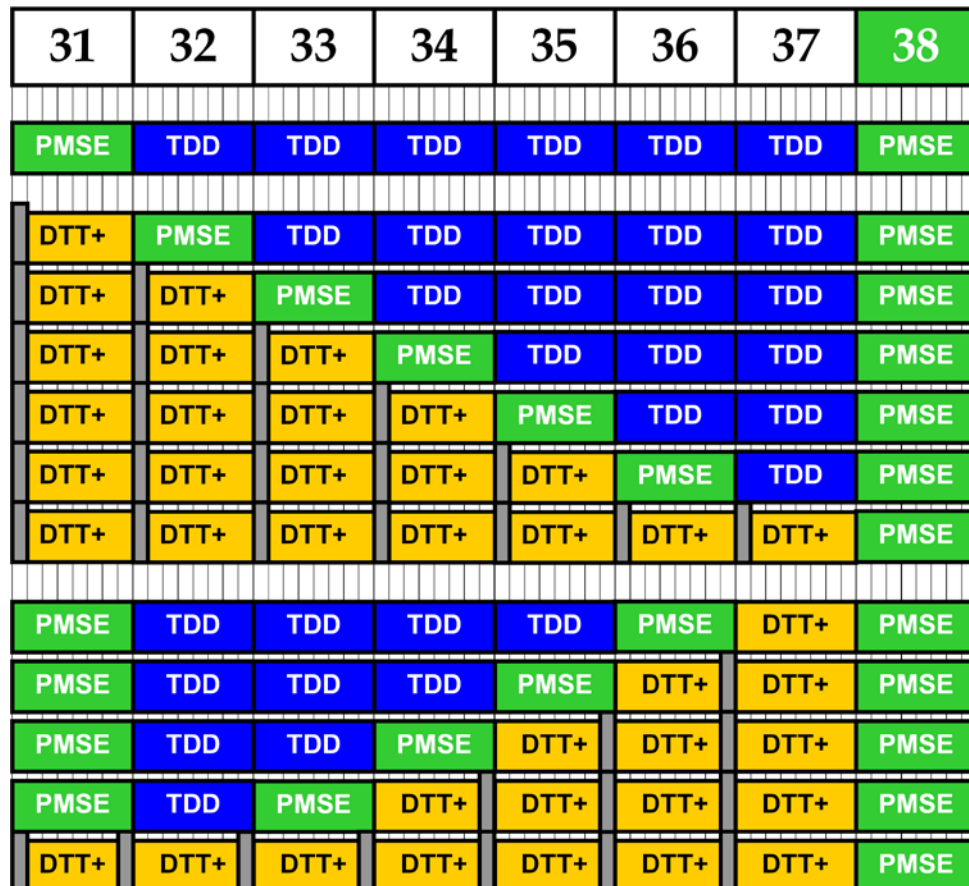 31 32 33 34 35 36 37 38
PMSE TDD TDD TDD TDD TDD TDD PMSE
DTT+ PMSE TDD TDD TDD TDD TDD PMSE
DTT+ DTT+ PMSE TDD TDD TDD TDD PMSE
DTT+ DTT+ DTT+ PMSE TDD TDD TDD PMSE
DTT+ DTT+ DTT+ DTT+ PMSE TDD TDD PMSE
DTT+ DTT+ DTT+ DTT+ DTT+ PMSE TDD PMSE
DTT+ DTT+ DTT+ DTT+ DTT+ DTT+ DTT+ PMSE
PMSE TDD TDD TDD TDD PMSE DTT+ PMSE
PMSE TDD TDD TDD PMSE DTT+ DTT+ PMSE
PMSE TDD TDD PMSE DTT+ DTT+ DTT+ PMSE
PMSE TDD PMSE DTT+ DTT+ DTT+ DTT+ PMSE
DTT+ DTT+ DTT+ DTT+ DTT+ DTT+ DTT+ PMSE